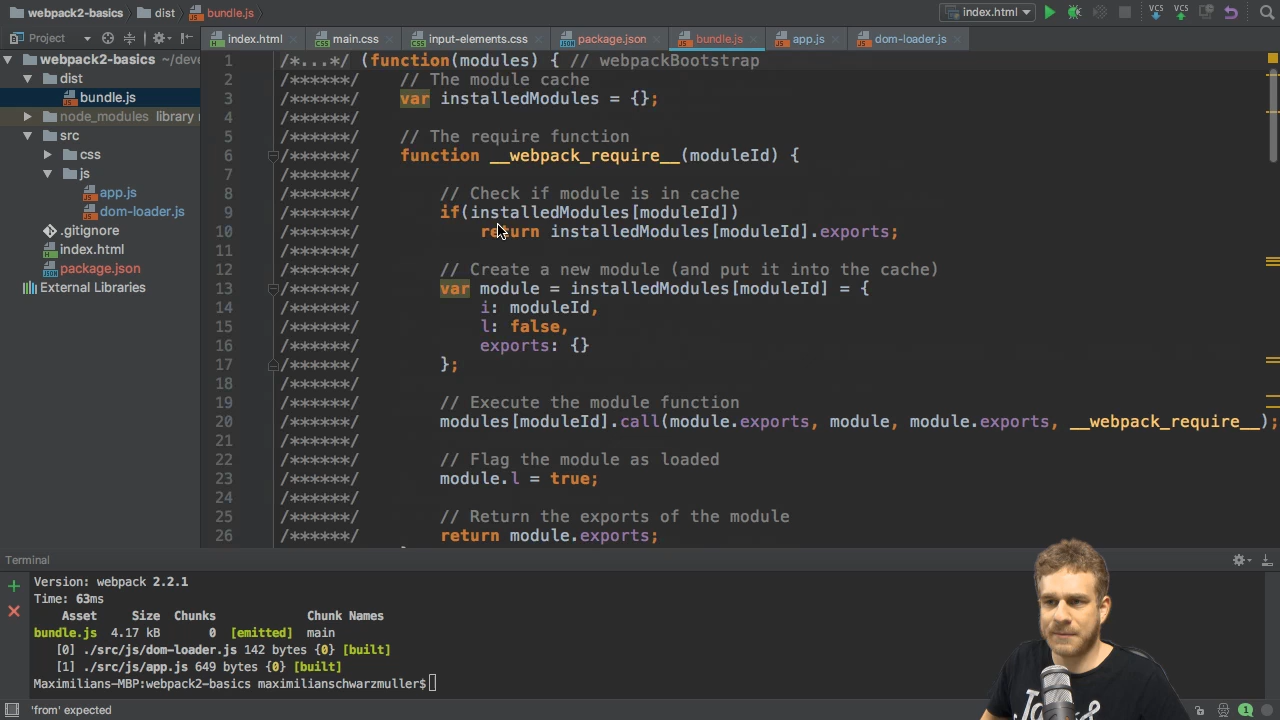 webpack2-basics dist bundle.js index.html VCS VCS
Project index.html main.css input-elements.css package.json bundle.js app.js dom-loader.js
webpack2-basics ~/deve
dist
bundle.js
node_modules library r
src
css
js
app.js
dom-loader.js
.gitignore
index.html
package.json
External Libraries
1 /*...*/ (function(modules) { // webpackBootstrap
2 /******/ // The module cache
3 /******/ var installedModules = {};
4 /******/
5 /******/ // The require function
6 /******/ function __webpack_require__(moduleId) {
7 /******/
8 /******/ // Check if module is in cache
9 /******/ if(installedModules[moduleId])
10 /******/ return installedModules[moduleId].exports;
11 /******/
12 /******/ // Create a new module (and put it into the cache)
13 /******/ var module = installedModules[moduleId] = {
14 /******/ i: moduleId,
15 /******/ l: false,
16 /******/ exports: {}
17 /******/ };
18 /******/
19 /******/ // Execute the module function
20 /******/ modules[moduleId].call(module.exports, module, module.exports, __webpack_require__);
21 /******/
22 /******/ // Flag the module as loaded
23 /******/ module.l = true;
24 /******/
25 /******/ // Return the exports of the module
26 /******/ return module.exports;
Terminal
Version: webpack 2.2.1
Time: 63ms
Asset Size Chunks Chunk Names
bundle.js 4.17 kB 0 [emitted] main
[0] ./src/js/dom-loader.js 142 bytes {0} [built]
[1] ./src/js/app.js 649 bytes {0} [built]
Maximilians-MBP:webpack2-basics maximilianschwarzmuller$
'from' expected 1